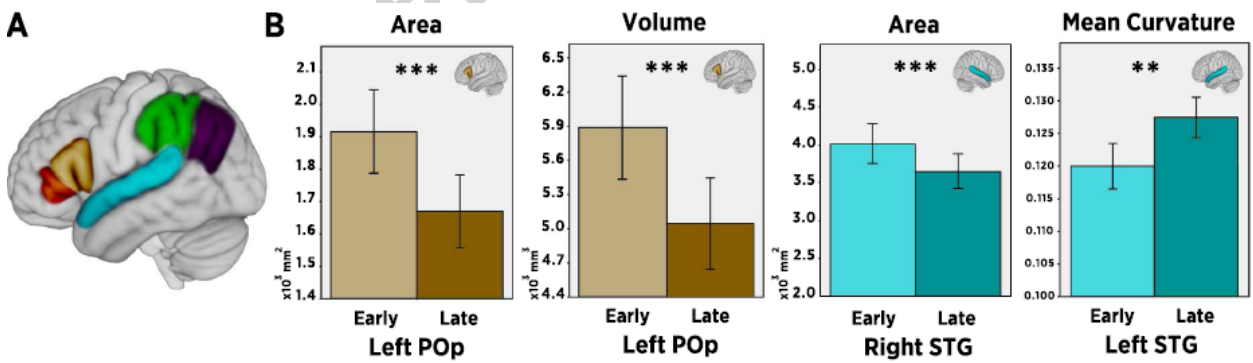 A
B
Area
2.1
2.0
1.9
1.8
1.7
1.6
1.5
1.4
x10³ mm²
***
Early Late
Left POp
Volume
6.5
6.2
5.9
5.6
5.3
5.0
4.7
4.4
x10³ mm³
***
Early Late
Left POp
Area
5.0
4.5
4.0
3.5
3.0
2.5
2.0
x10³ mm²
***
Early Late
Right STG
Mean Curvature
0.135
0.130
0.125
0.120
0.115
0.110
0.105
0.100
**
Early Late
Left STG